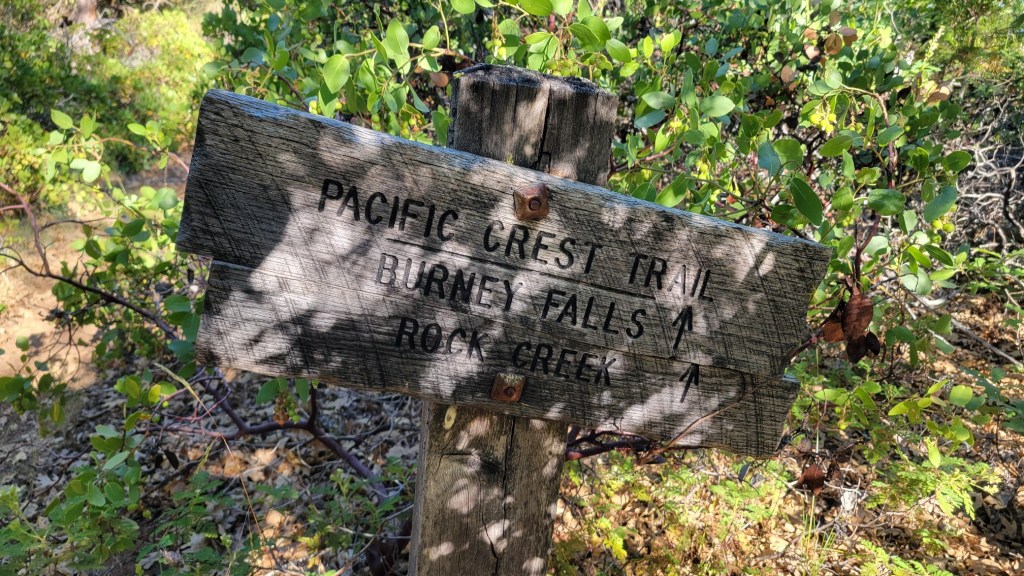 PACIFIC CREST TRAIL
BURNEY FALLS ↑
ROCK CREEK ↑